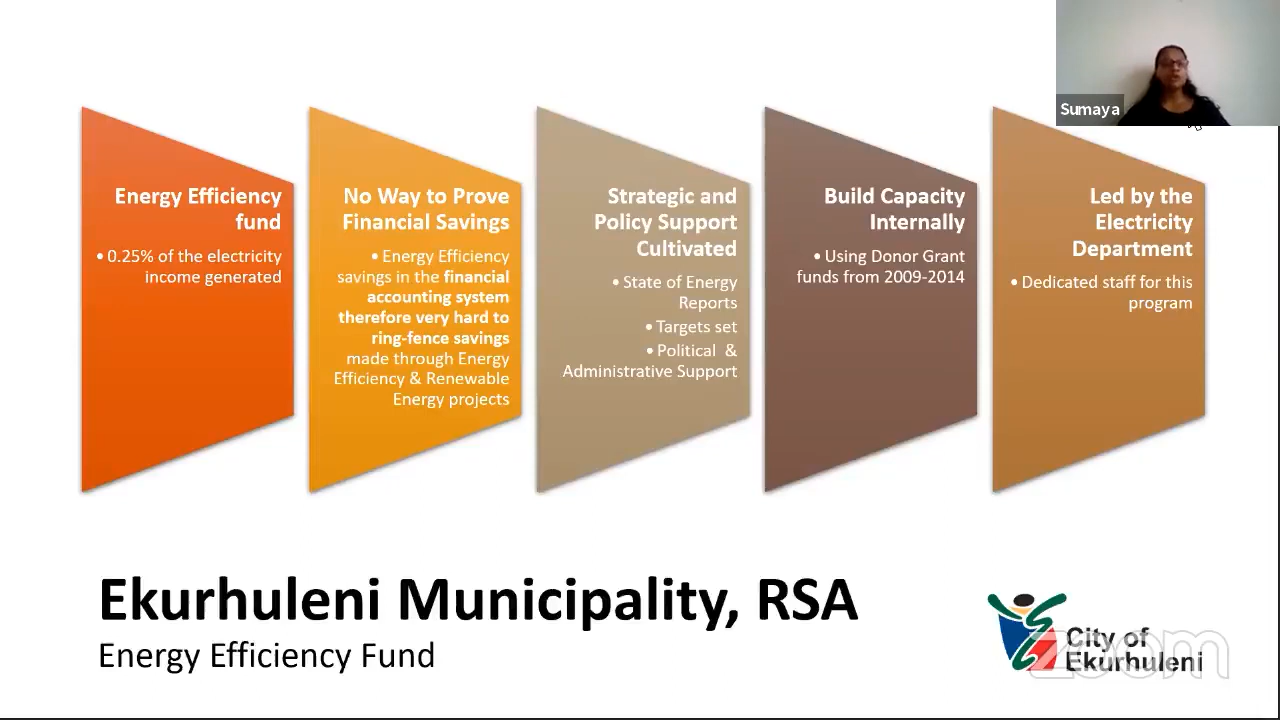 Sumaya
Energy Efficiency
fund
• 0.25% of the electricity
income generated
No Way to Prove
Financial Savings
• Energy Efficiency
savings in the financial
accounting system
therefore very hard to
ring-fence savings
made through Energy
Efficiency & Renewable
Energy projects
Strategic and
Policy Support
Cultivated
• State of Energy
Reports
• Targets set
• Political &
Administrative Support
Build Capacity
Internally
• Using Donor Grant
funds from 2009-2014
Led by the
Electricity
Department
• Dedicated staff for this
program
Ekurhuleni Municipality, RSA
Energy Efficiency Fund
City of
Ekurhuleni
zoom